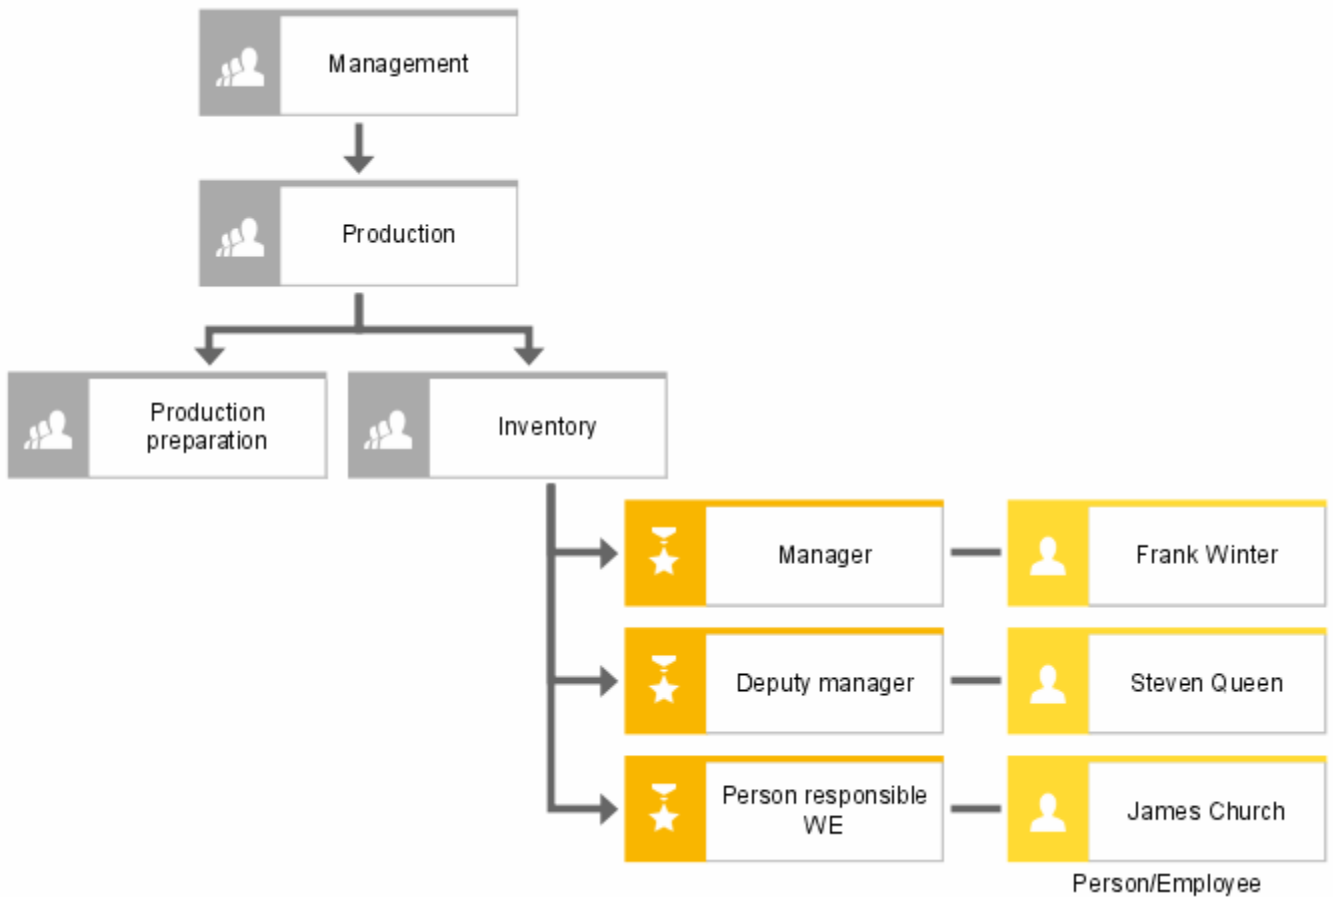 Management
Production
Production
preparation
Inventory
Manager
Frank Winter
Deputy manager
Steven Queen
Person responsible
WE
James Church
Person/Employee